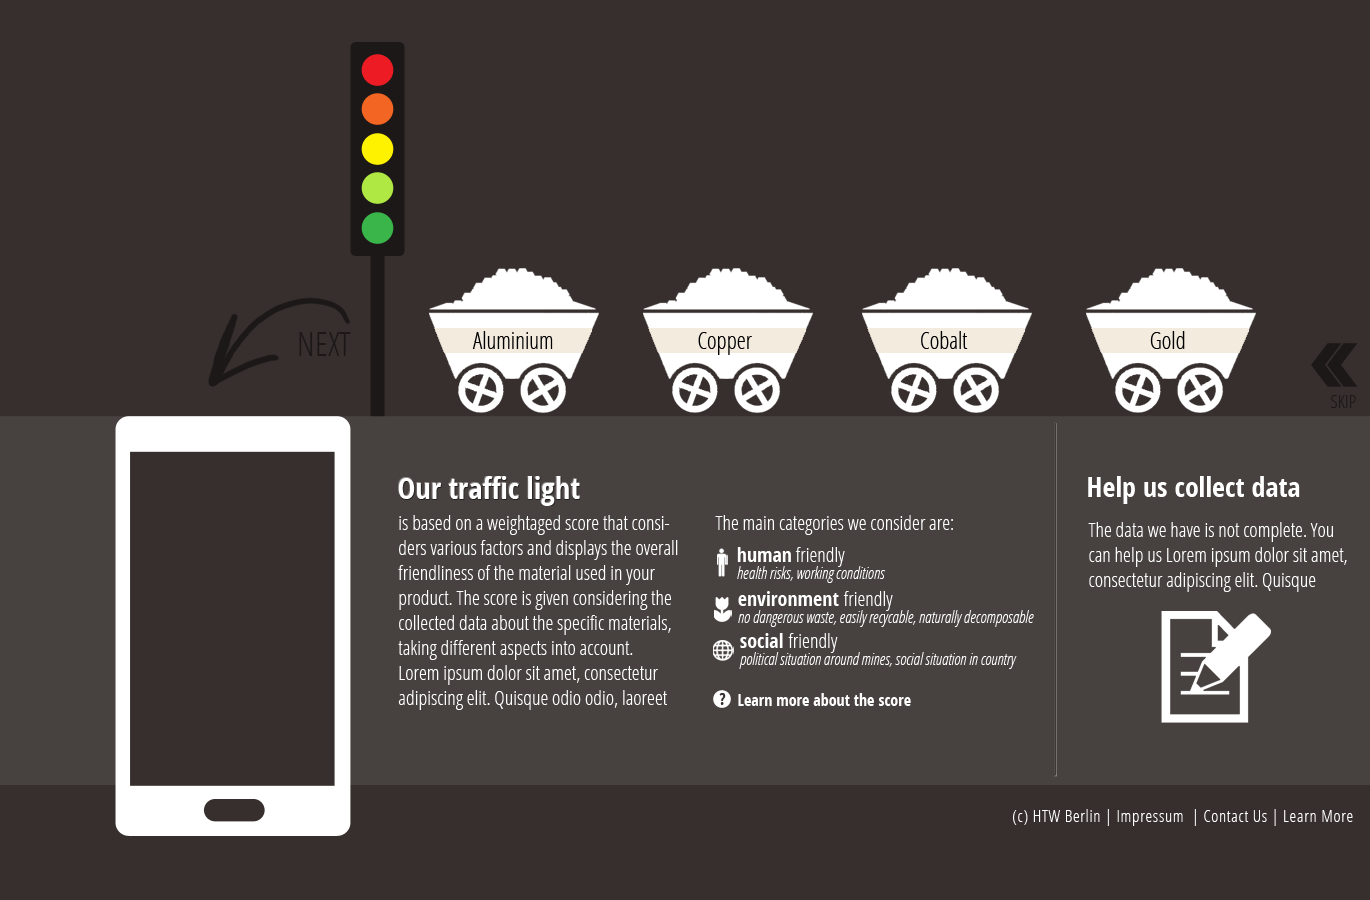 NEXT
Aluminium
Copper
Cobalt
Gold
SKIP
Our traffic light
is based on a weightaged score that consi-
ders various factors and displays the overall
friendliness of the material used in your
product. The score is given considering the
collected data about the specific materials,
taking different aspects into account.
Lorem ipsum dolor sit amet, consectetur
adipiscing elit. Quisque odio odio, laoreet
The main categories we consider are:
human friendly
health risks, working conditions
environment friendly
no dangerous waste, easily recycable, naturally decomposable
social friendly
political situation around mines, social situation in country
? Learn more about the score
Help us collect data
The data we have is not complete. You
can help us Lorem ipsum dolor sit amet,
consectetur adipiscing elit. Quisque
(c) HTW Berlin | Impressum | Contact Us | Learn More